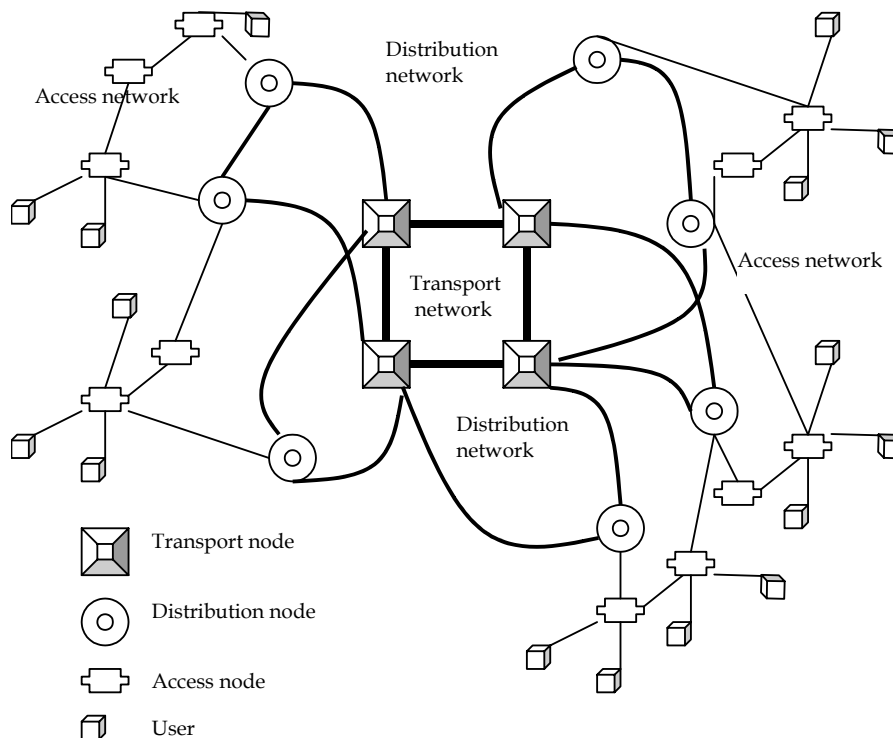 Distribution
network
Access network
Transport
network
Access network
Distribution
network
Transport node
Distribution node
Access node
User